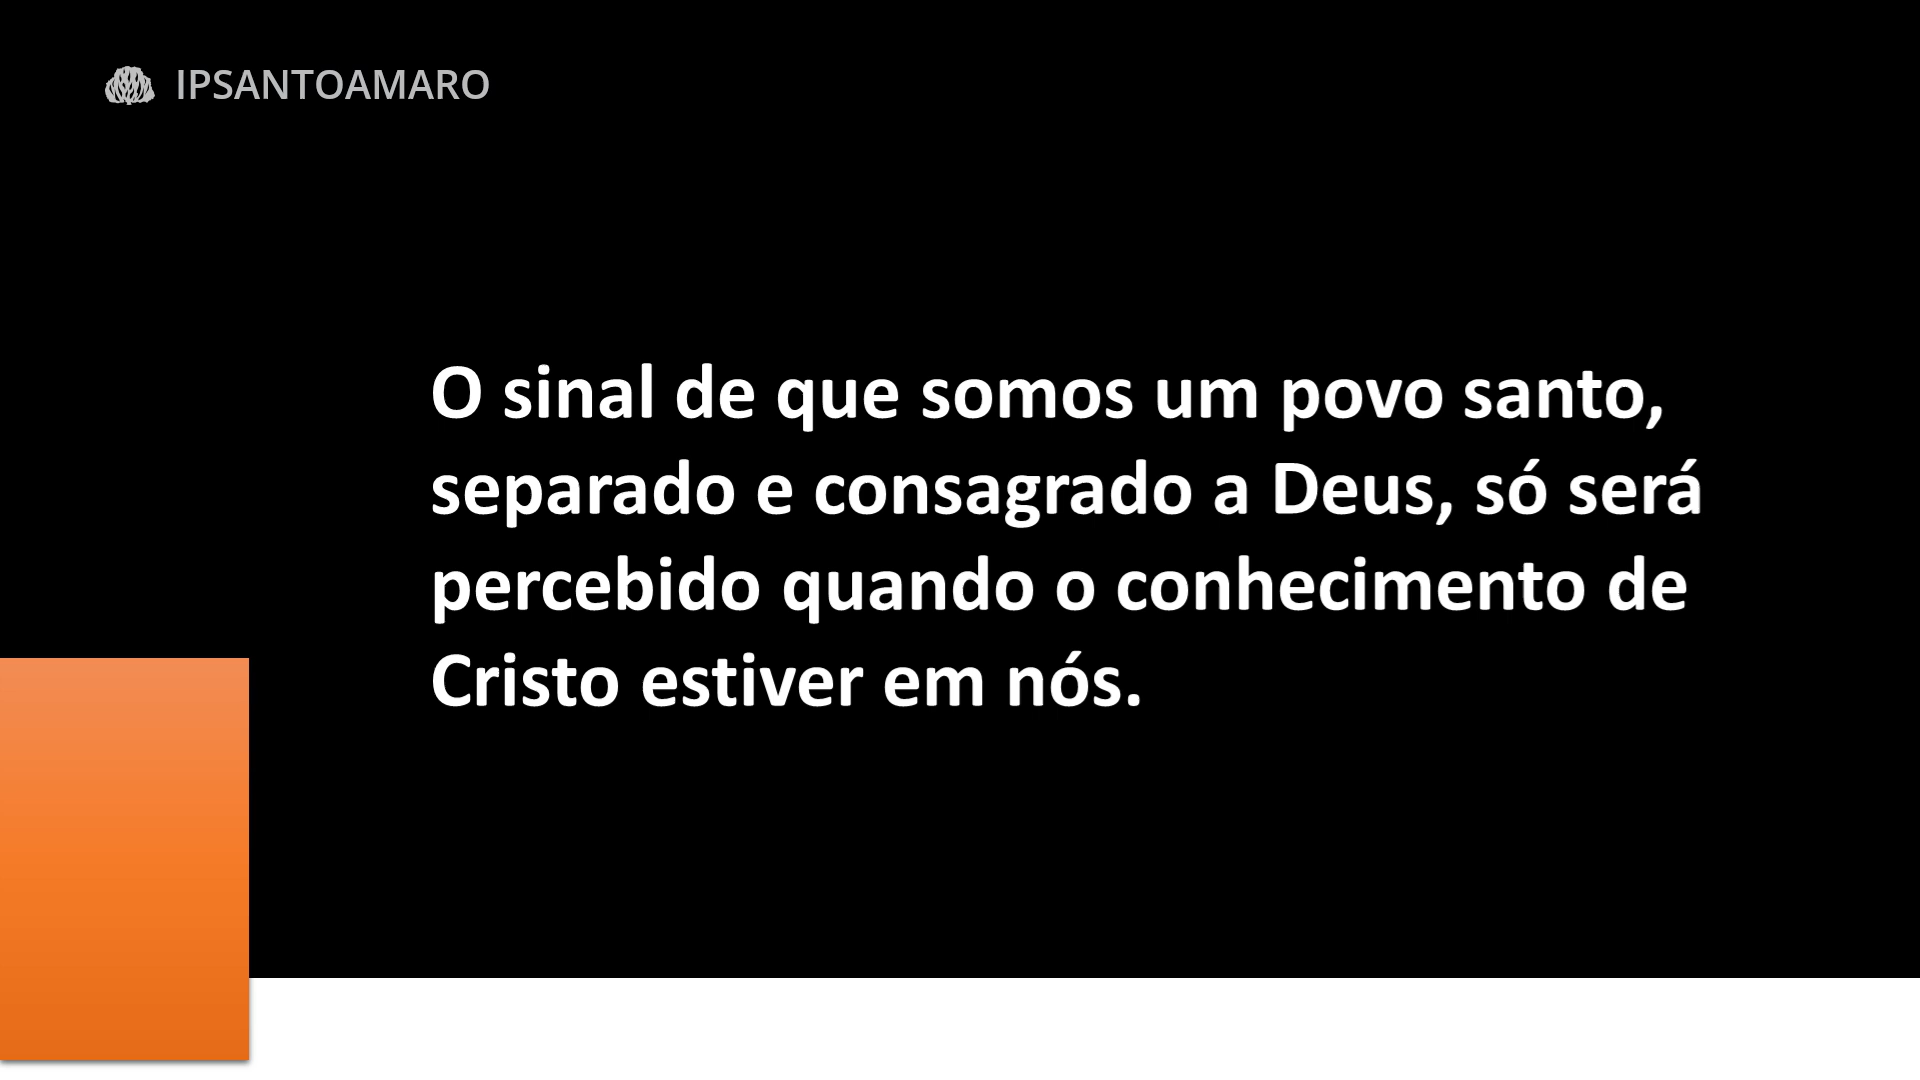 IPSANTOAMARO
O sinal de que somos um povo santo,
separado e consagrado a Deus, só será
percebido quando o conhecimento de
Cristo estiver em nós.